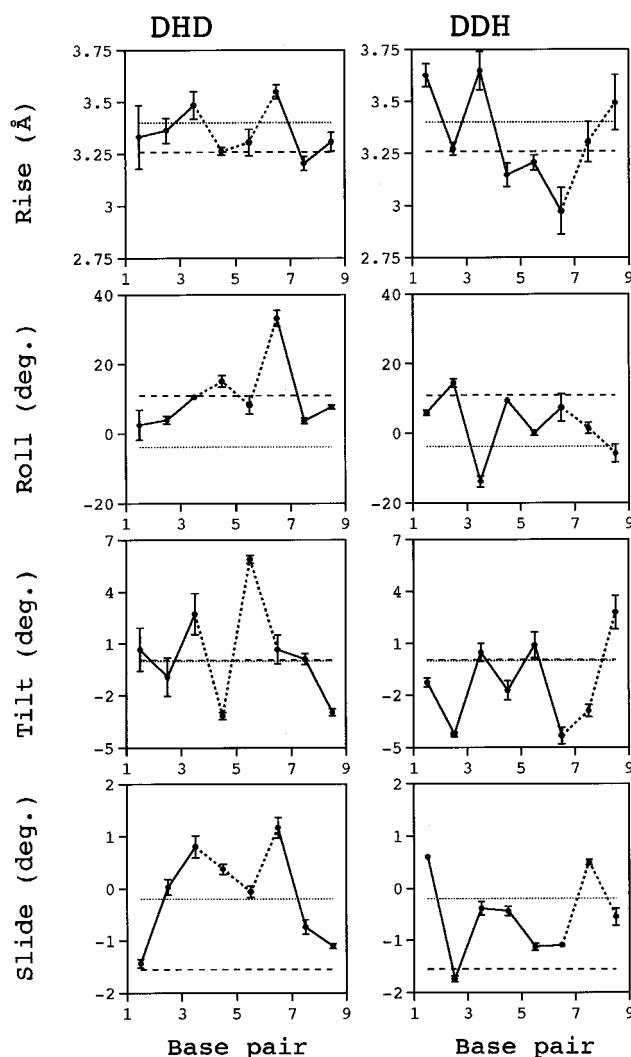 DHD DDH
Rise (Å)
3.75 3.5 3.25 3 2.75
1 3 5 7 9
3.75 3.5 3.25 3 2.75
1 3 5 7 9
Roll (deg.)
40 20 0 -20
1 3 5 7 9
40 20 0 -20
1 3 5 7 9
Tilt (deg.)
7 4 1 -2 -5
1 3 5 7 9
7 4 1 -2 -5
1 3 5 7 9
Slide (deg.)
2 1 0 -1 -2
1 3 5 7 9
2 1 0 -1 -2
1 3 5 7 9
Base pair Base pair